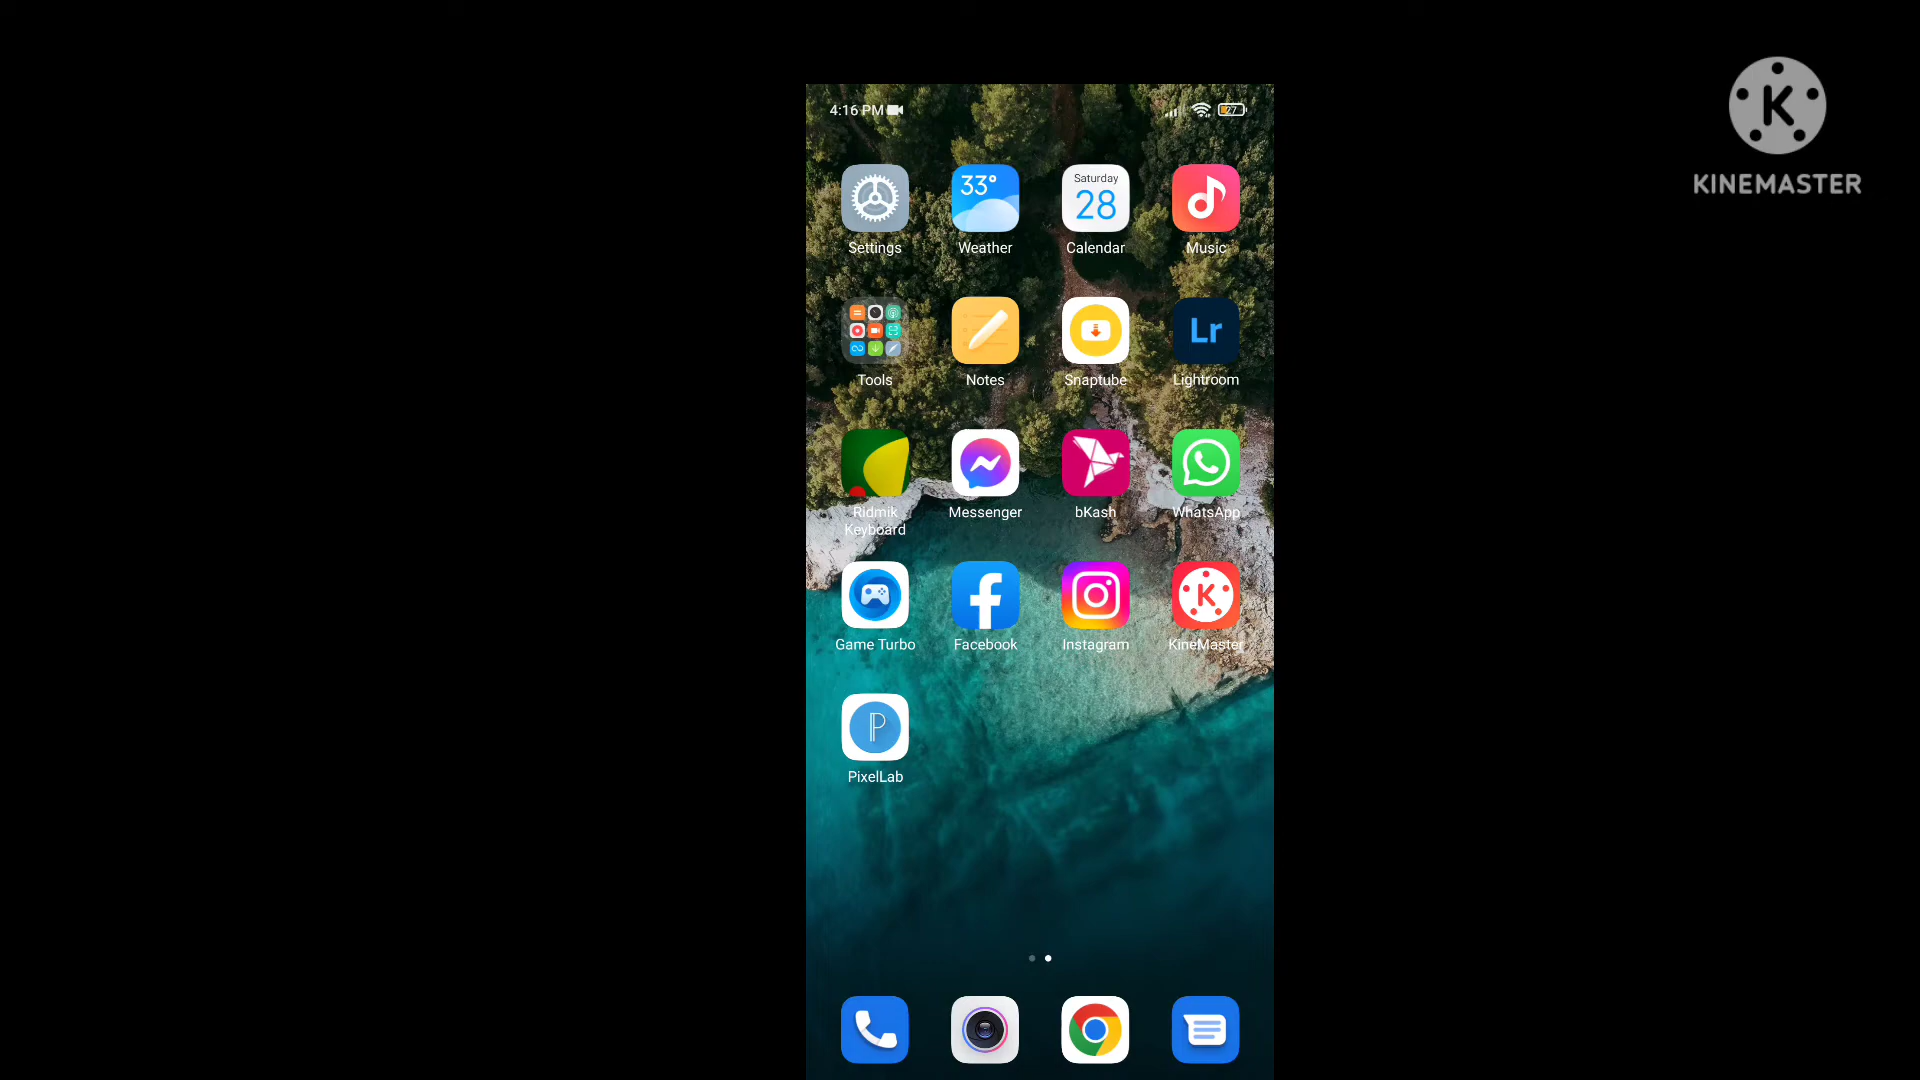 K
KINEMASTER
4:16 PM
27
33°
Saturday
28
Settings
Weather
Calendar
Music
Lr
Tools
Notes
Snaptube
Lightroom
Ridmik
Keyboard
Messenger
bKash
WhatsApp
K
Game Turbo
Facebook
Instagram
KineMaster
P
PixelLab